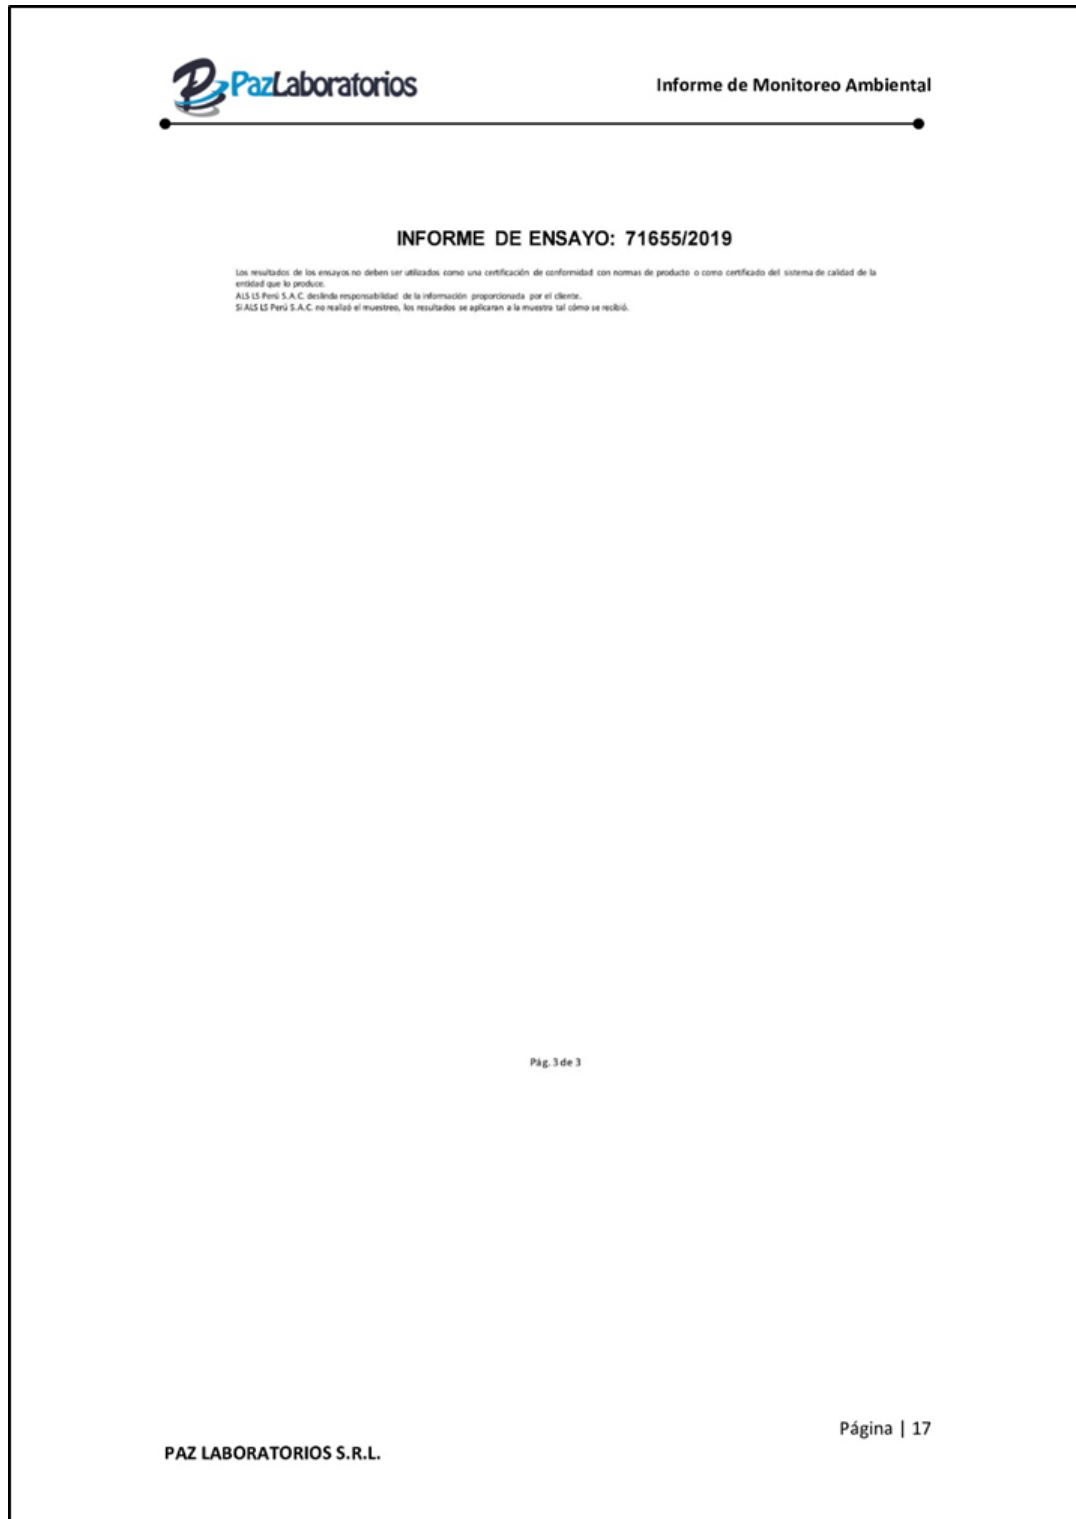 PazLaboratorios
Informe de Monitoreo Ambiental
INFORME DE ENSAYO: 71655/2019
Los resultados de los ensayos no deben ser utilizados como una certificación de conformidad con normas de producto o como certificado del sistema de calidad de la
entidad que lo produce.
ALS LS Perú S.A.C. deslinda responsabilidad de la información proporcionada por el cliente.
Si ALS LS Perú S.A.C. no realizó el muestreo, los resultados se aplicaran a la muestra tal cómo se recibió.
Pág. 3 de 3
Página | 17
PAZ LABORATORIOS S.R.L.